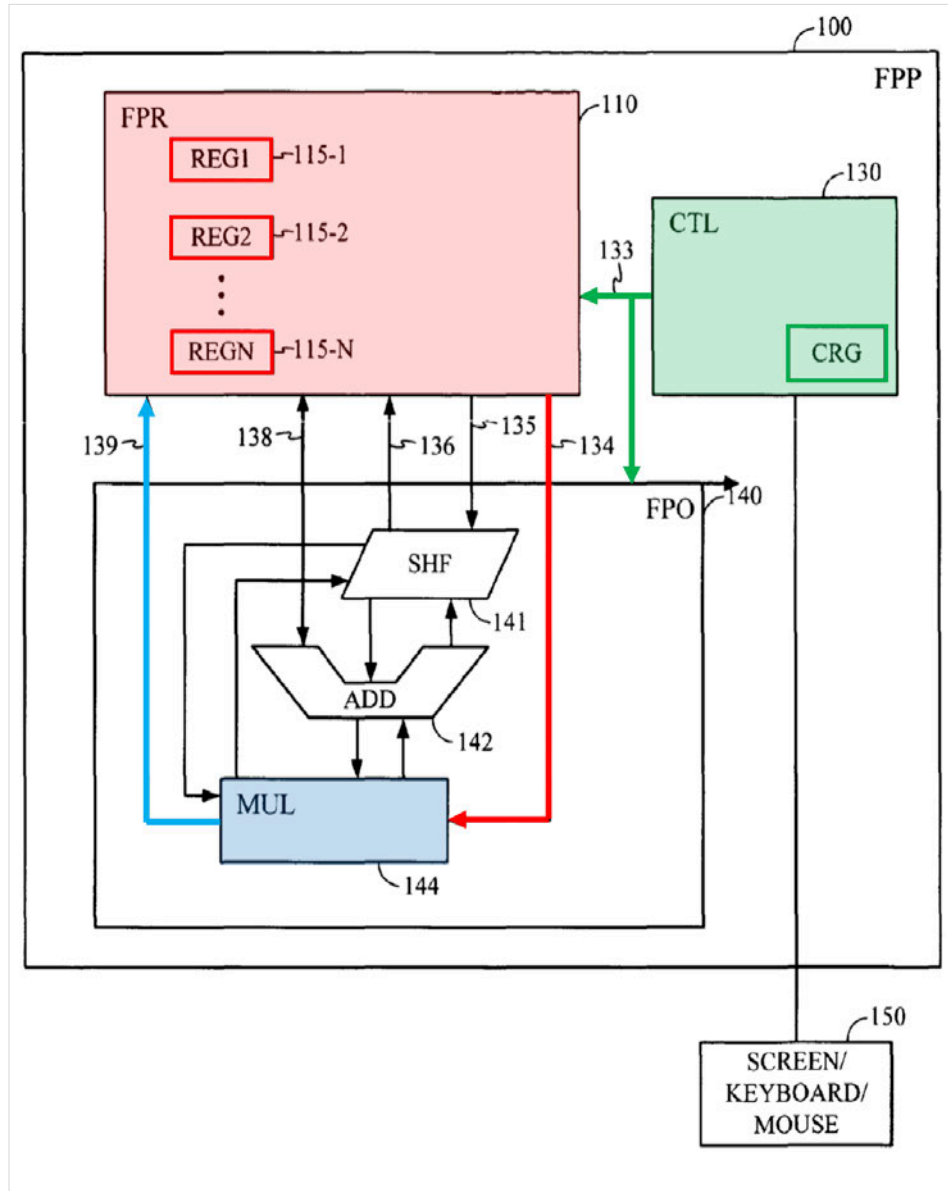 100
FPP
110
FPR
REG1
115-1
130
REG2
115-2
CTL
133
REGN
115-N
CRG
139
138
136
135
134
FPO
140
SHF
141
ADD
142
MUL
144
150
SCREEN/
KEYBOARD/
MOUSE